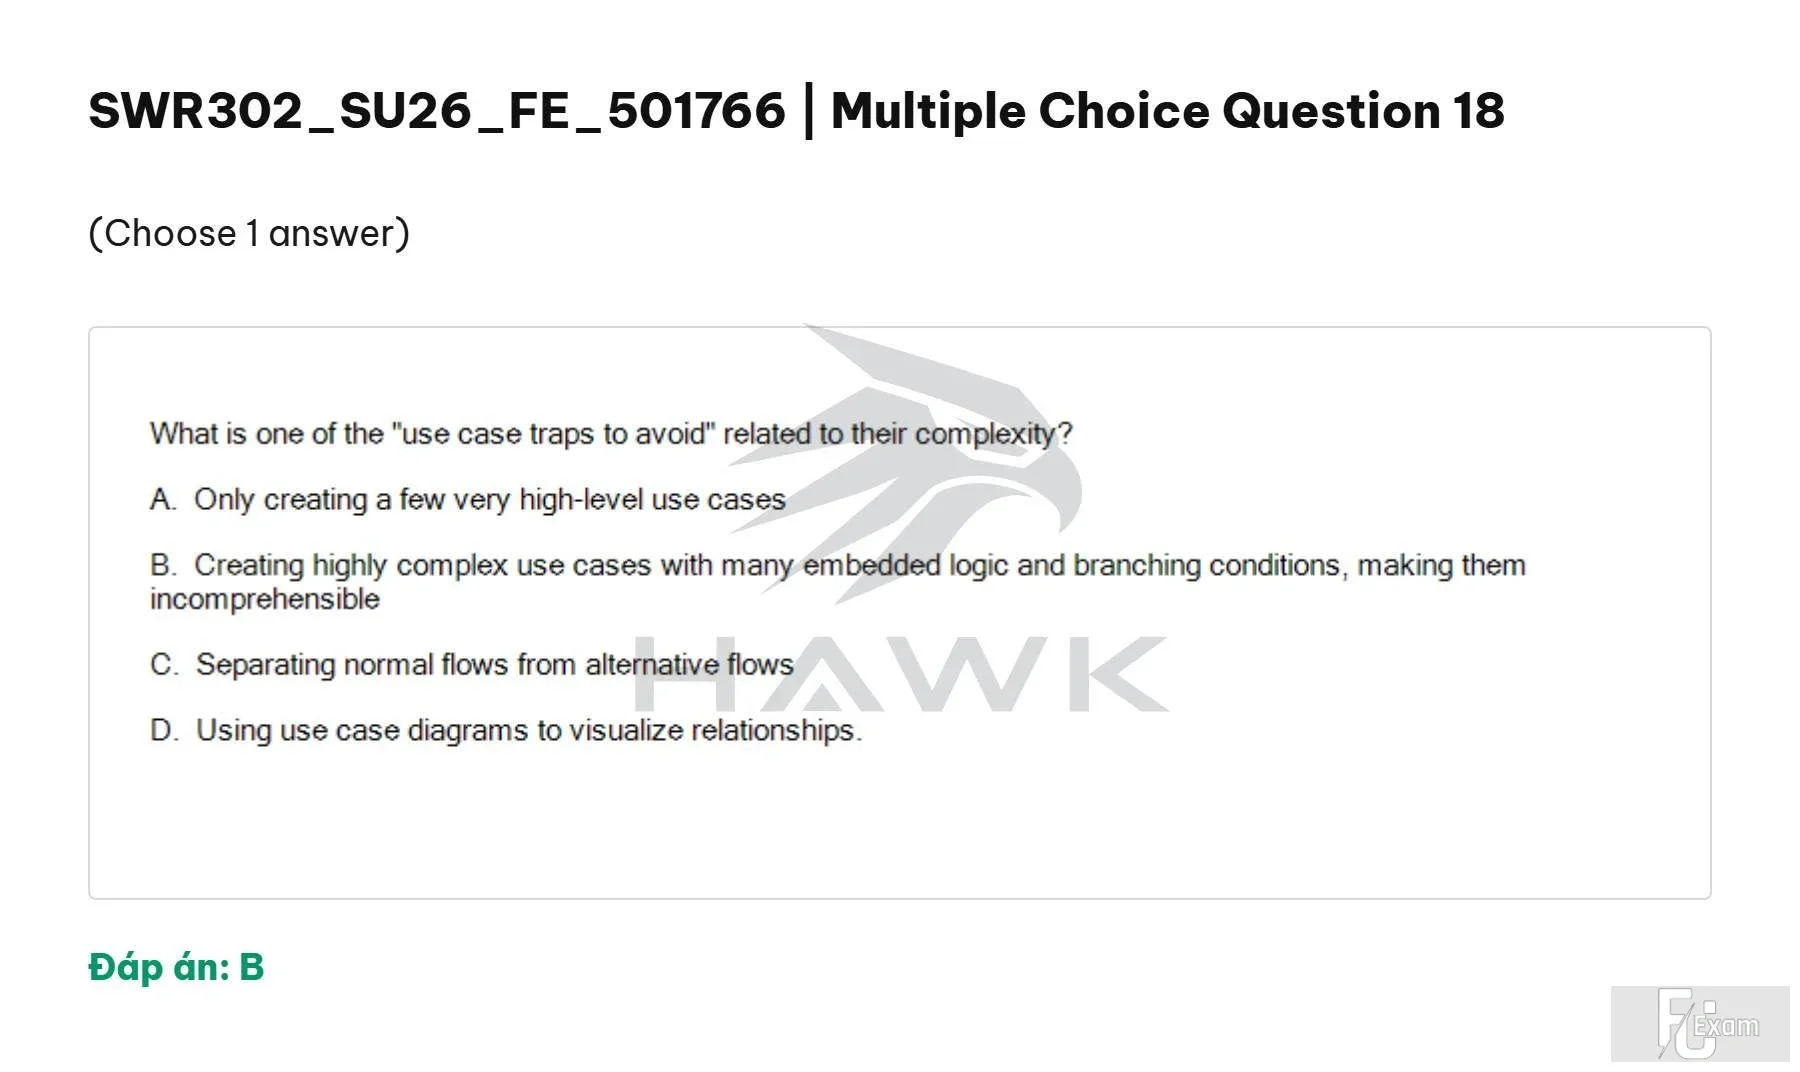 SWR302_SU26_FE_501766 | Multiple Choice Question 18
(Choose 1 answer)
What is one of the "use case traps to avoid" related to their complexity?
A. Only creating a few very high-level use cases
B. Creating highly complex use cases with many embedded logic and branching conditions, making them
incomprehensible
C. Separating normal flows from alternative flows
HAWK
D. Using use case diagrams to visualize relationships.
Đáp án: B
FU Exam